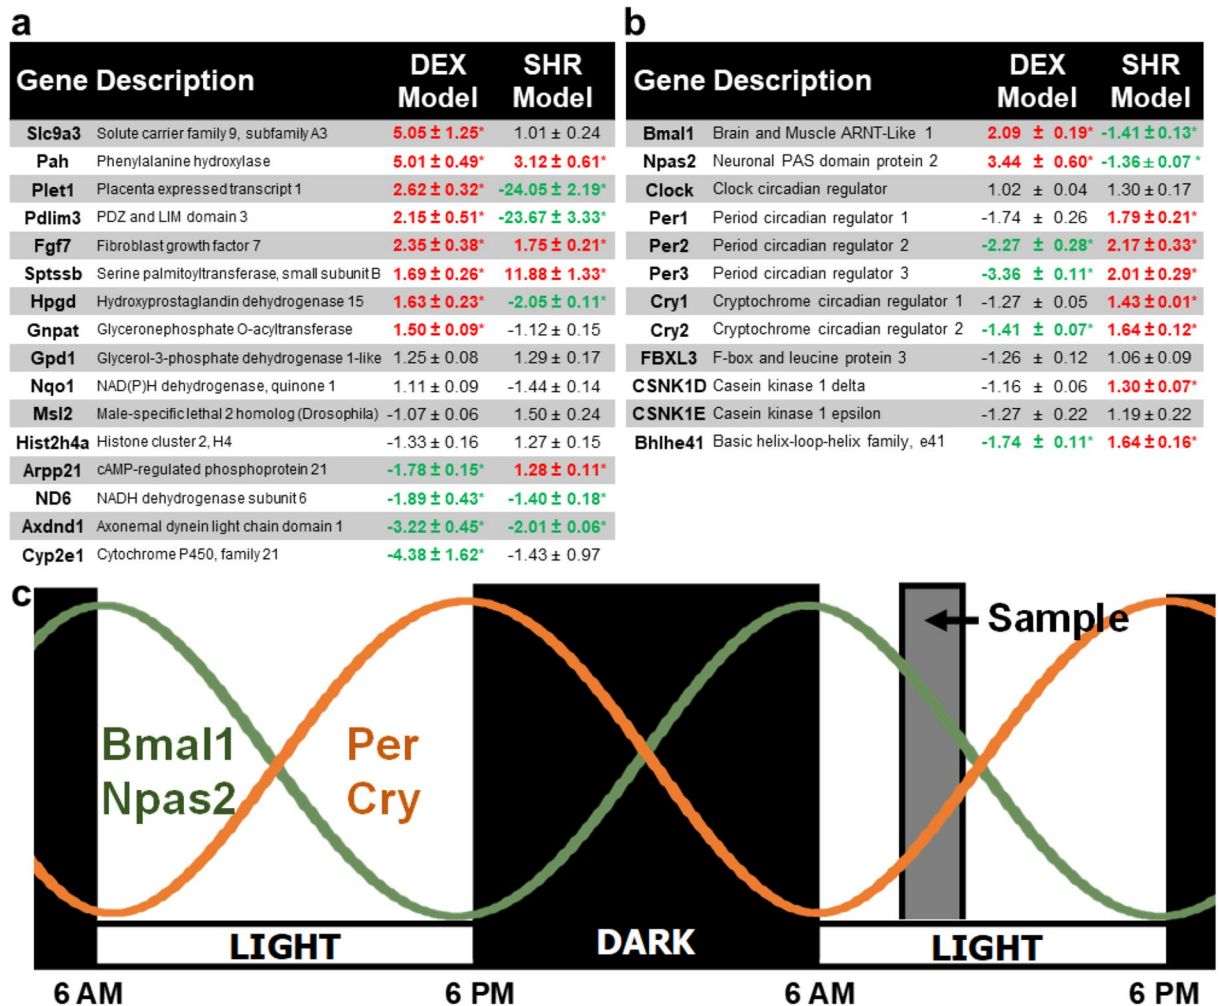 a
Gene Description DEX Model SHR Model
Slc9a3 Solute carrier family 9, subfamily A3 5.05 ± 1.25* 1.01 ± 0.24
Pah Phenylalanine hydroxylase 5.01 ± 0.49* 3.12 ± 0.61*
Plet1 Placenta expressed transcript 1 2.62 ± 0.32* -24.05 ± 2.19*
Pdlim3 PDZ and LIM domain 3 2.15 ± 0.51* -23.67 ± 3.33*
Fgf7 Fibroblast growth factor 7 2.35 ± 0.38* 1.75 ± 0.21*
Sptssb Serine palmitoyltransferase, small subunit B 1.69 ± 0.26* 11.88 ± 1.33*
Hpgd Hydroxyprostaglandin dehydrogenase 15 1.63 ± 0.23* -2.05 ± 0.11*
Gnpat Glyceronephosphate O-acyltransferase 1.50 ± 0.09* -1.12 ± 0.15
Gpd1 Glycerol-3-phosphate dehydrogenase 1-like 1.25 ± 0.08 1.29 ± 0.17
Nqo1 NAD(P)H dehydrogenase, quinone 1 1.11 ± 0.09 -1.44 ± 0.14
Msl2 Male-specific lethal 2 homolog (Drosophila) -1.07 ± 0.06 1.50 ± 0.24
Hist2h4a Histone cluster 2, H4 -1.33 ± 0.16 1.27 ± 0.15
Arpp21 cAMP-regulated phosphoprotein 21 -1.78 ± 0.15* 1.28 ± 0.11*
ND6 NADH dehydrogenase subunit 6 -1.89 ± 0.43* -1.40 ± 0.18*
Axdnd1 Axonemal dynein light chain domain 1 -3.22 ± 0.45* -2.01 ± 0.06*
Cyp2e1 Cytochrome P450, family 21 -4.38 ± 1.62* -1.43 ± 0.97
b
Gene Description DEX Model SHR Model
Bmal1 Brain and Muscle ARNT-Like 1 2.09 ± 0.19* -1.41 ± 0.13*
Npas2 Neuronal PAS domain protein 2 3.44 ± 0.60* -1.36 ± 0.07 *
Clock Clock circadian regulator 1.02 ± 0.04 1.30 ± 0.17
Per1 Period circadian regulator 1 -1.74 ± 0.26 1.79 ± 0.21*
Per2 Period circadian regulator 2 -2.27 ± 0.28* 2.17 ± 0.33*
Per3 Period circadian regulator 3 -3.36 ± 0.11* 2.01 ± 0.29*
Cry1 Cryptochrome circadian regulator 1 -1.27 ± 0.05 1.43 ± 0.01*
Cry2 Cryptochrome circadian regulator 2 -1.41 ± 0.07* 1.64 ± 0.12*
FBXL3 F-box and leucine protein 3 -1.26 ± 0.12 1.06 ± 0.09
CSNK1D Casein kinase 1 delta -1.16 ± 0.06 1.30 ± 0.07*
CSNK1E Casein kinase 1 epsilon -1.27 ± 0.22 1.19 ± 0.22
Bhlhe41 Basic helix-loop-helix family, e41 -1.74 ± 0.11* 1.64 ± 0.16*
c
Sample
Bmal1 Per
Npas2 Cry
LIGHT DARK LIGHT
6 AM 6 PM 6 AM 6 PM